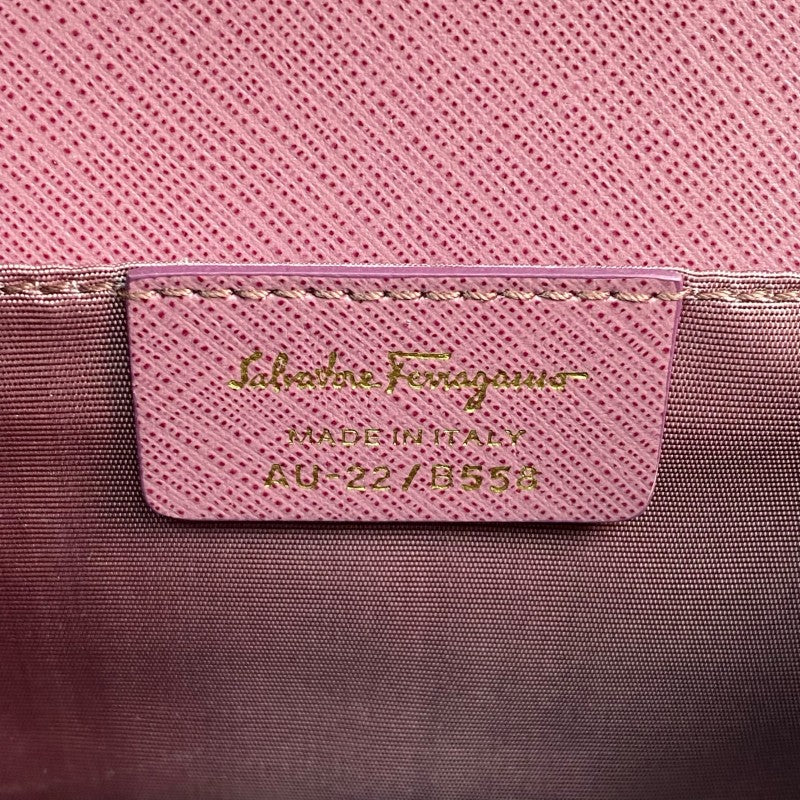 Salvatore Ferragamo
MADE IN ITALY
AU-22/B558